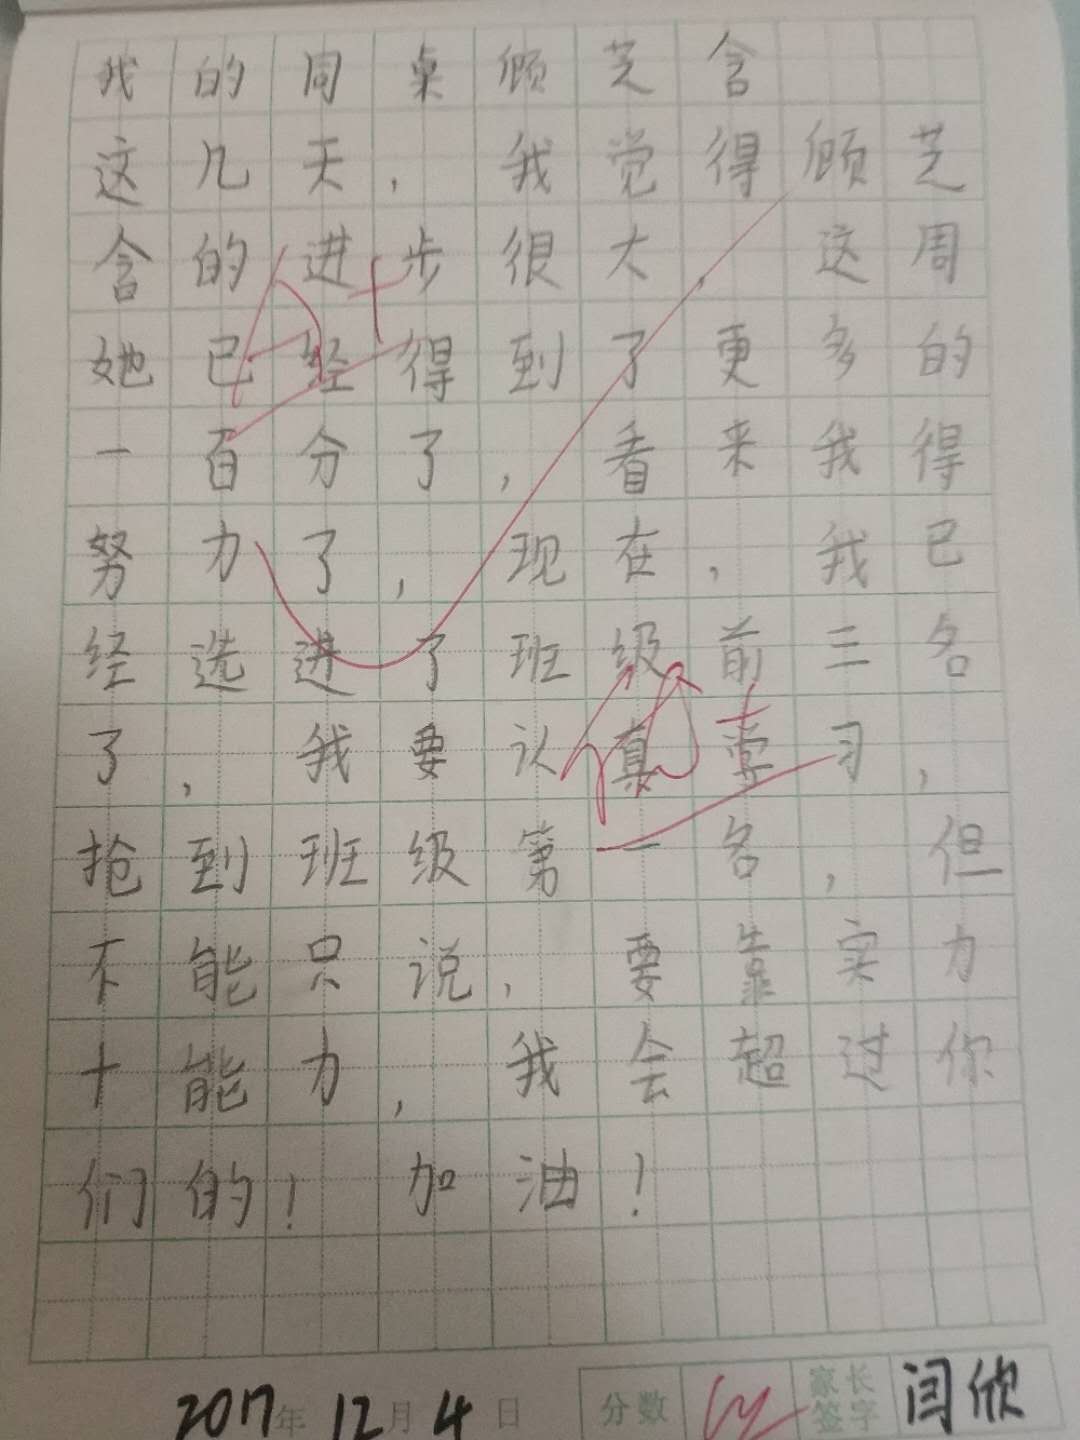 我的同桌顾芝含
这几天,我觉得顾芝
含的进步很大,这周
她已经得到了更多的
一百分了,看来我得
努力了,现在,我已
经选进了班级前三名
了,我要认真学习,
抢到班级第一名,但
不能只说,要靠实力
十能力,我会超过你
们的!加油!
2017年12月4日 分数 家长签字 闫欣